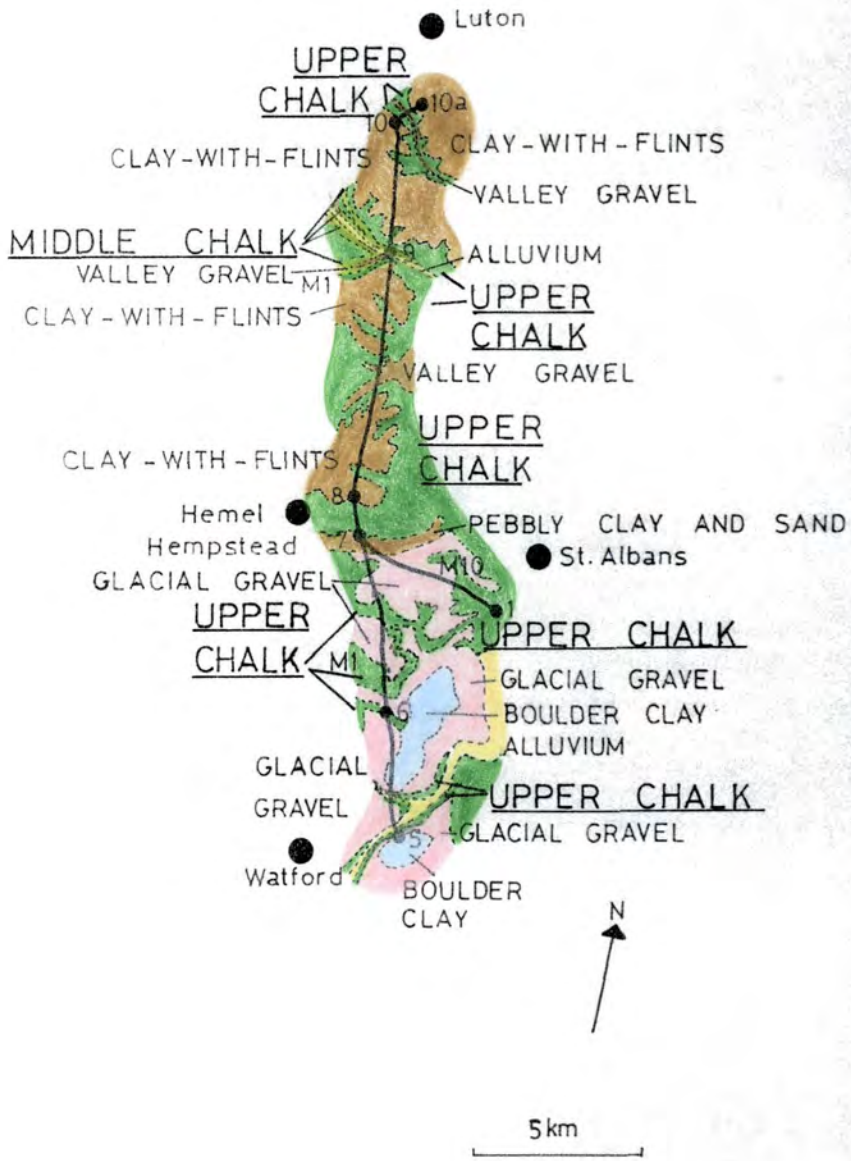 Luton
UPPER
CHALK
10a
10
CLAY-WITH-FLINTS
CLAY-WITH-FLINTS
VALLEY GRAVEL
MIDDLE CHALK
9
ALLUVIUM
VALLEY GRAVEL
M1
UPPER
CHALK
CLAY-WITH-FLINTS
VALLEY GRAVEL
UPPER
CHALK
CLAY-WITH-FLINTS
8
Hemel
Hempstead
7
PEBBLY CLAY AND SAND
M10
St. Albans
GLACIAL GRAVEL
1
UPPER
CHALK
UPPER CHALK
M1
GLACIAL GRAVEL
6
BOULDER CLAY
ALLUVIUM
GLACIAL
GRAVEL
UPPER CHALK
5
GLACIAL GRAVEL
Watford
BOULDER
CLAY
N
5km